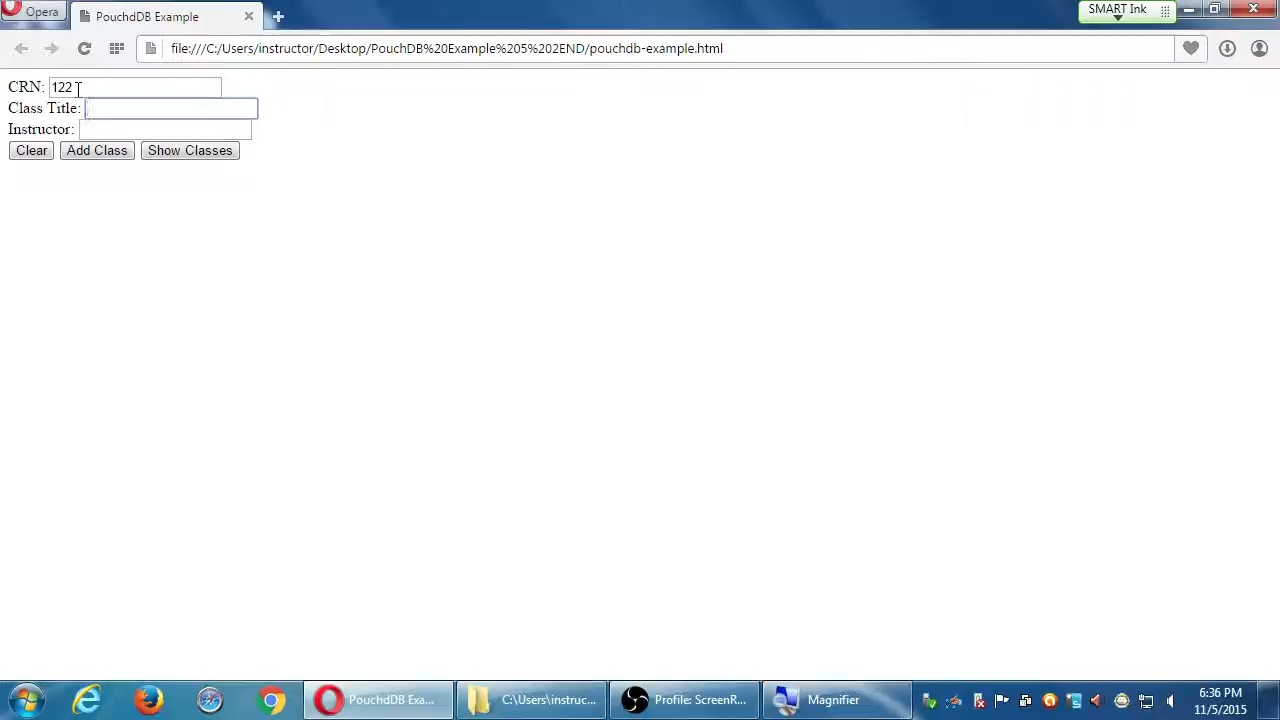 Opera
PouchdDB Example
SMART Ink
file:///C:/Users/instructor/Desktop/PouchDB%20Example%205%202END/pouchdb-example.html
CRN: 122
Class Title:
Instructor:
Clear
Add Class
Show Classes
PouchdDB Exa...
C:\Users\instruc...
Profile: ScreenR...
Magnifier
6:36 PM
11/5/2015